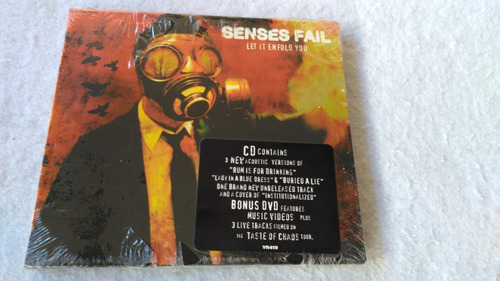 SENSES FAIL
LET IT ENFOLD YOU
CD CONTAINS
3 NEW ACOUSTIC VERSIONS OF
"RUM IS FOR DRINKING"
"LADY IN A BLUE DRESS" & "BURIED A LIE"
ONE BRAND NEW UNRELEASED TRACK
AND A COVER OF "INSTITUTIONALIZED"
BONUS DVD FEATURES
MUSIC VIDEOS PLUS
3 LIVE TRACKS FILMED ON
THE TASTE OF CHAOS TOUR.
VR419